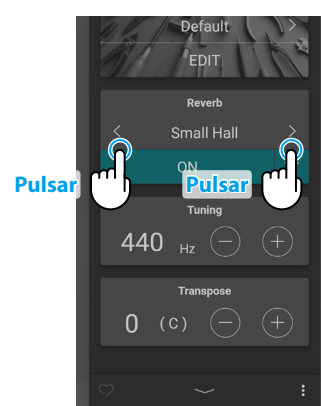 Default
EDIT
Reverb
Small Hall
ON
Pulsar
Pulsar
Tuning
440 Hz
Transpose
0 (C)